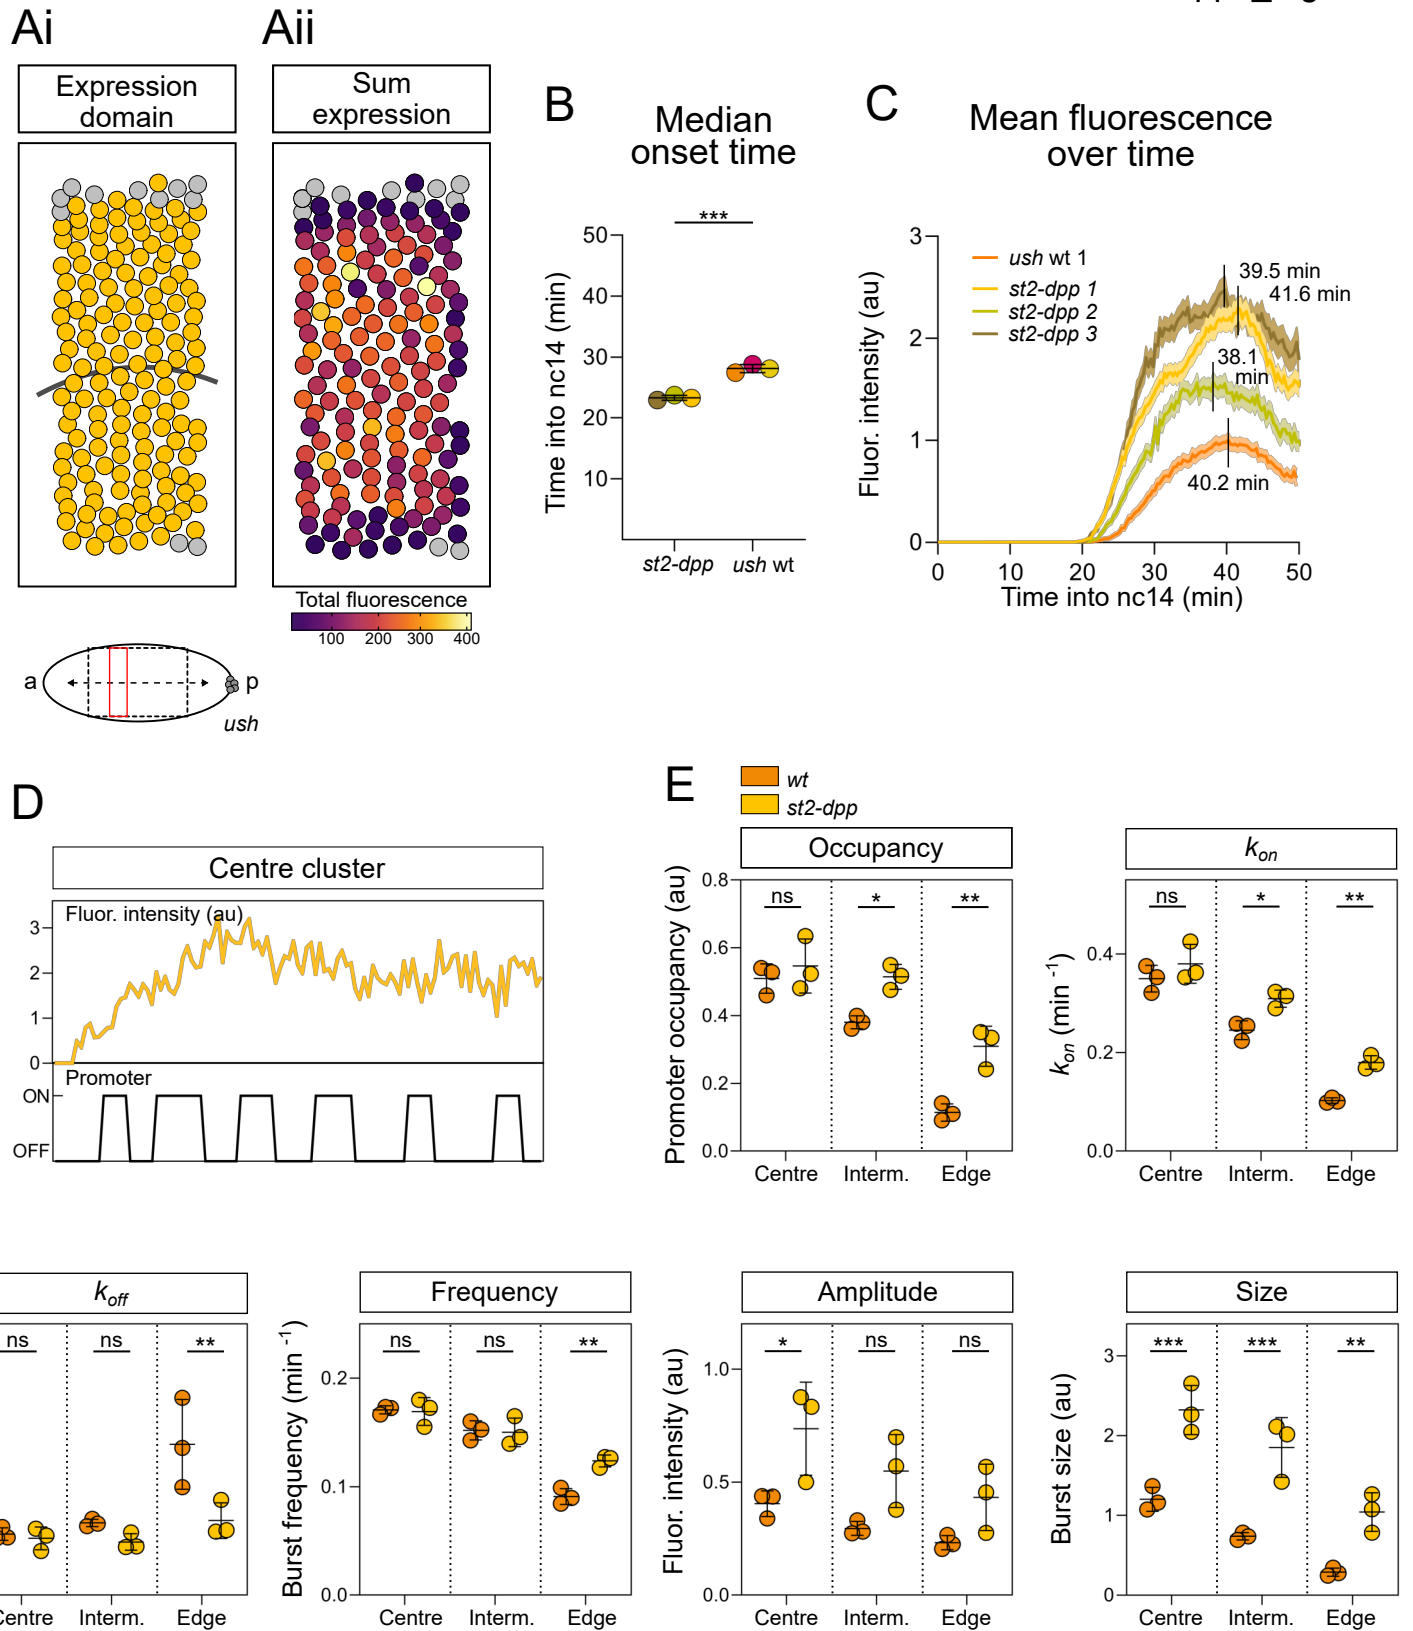 Ai
Aii
Expression
domain
Sum
expression
Total fluorescence
100 200 300 400
a
p
ush
B
Median
onset time
***
Time into nc14 (min)
50
40
30
20
10
st2-dpp ush wt
C
Mean fluorescence
over time
Fluor. intensity (au)
3
2
1
0
ush wt 1
st2-dpp 1
st2-dpp 2
st2-dpp 3
39.5 min
41.6 min
38.1
min
40.2 min
0 10 20 30 40 50
Time into nc14 (min)
D
Centre cluster
Fluor. intensity (au)
3
2
1
0
Promoter
ON
OFF
E
wt
st2-dpp
Occupancy
Promoter occupancy (au)
0.8
0.6
0.4
0.2
0.0
ns * **
Centre Interm. Edge
kon
kon (min -1)
0.4
0.2
0.0
ns * **
Centre Interm. Edge
koff
ns ns **
Centre Interm. Edge
Frequency
Burst frequency (min -1)
0.2
0.1
0.0
ns ns **
Centre Interm. Edge
Amplitude
Fluor. intensity (au)
1.0
0.5
0.0
* ns ns
Centre Interm. Edge
Size
Burst size (au)
3
2
1
0
*** *** **
Centre Interm. Edge